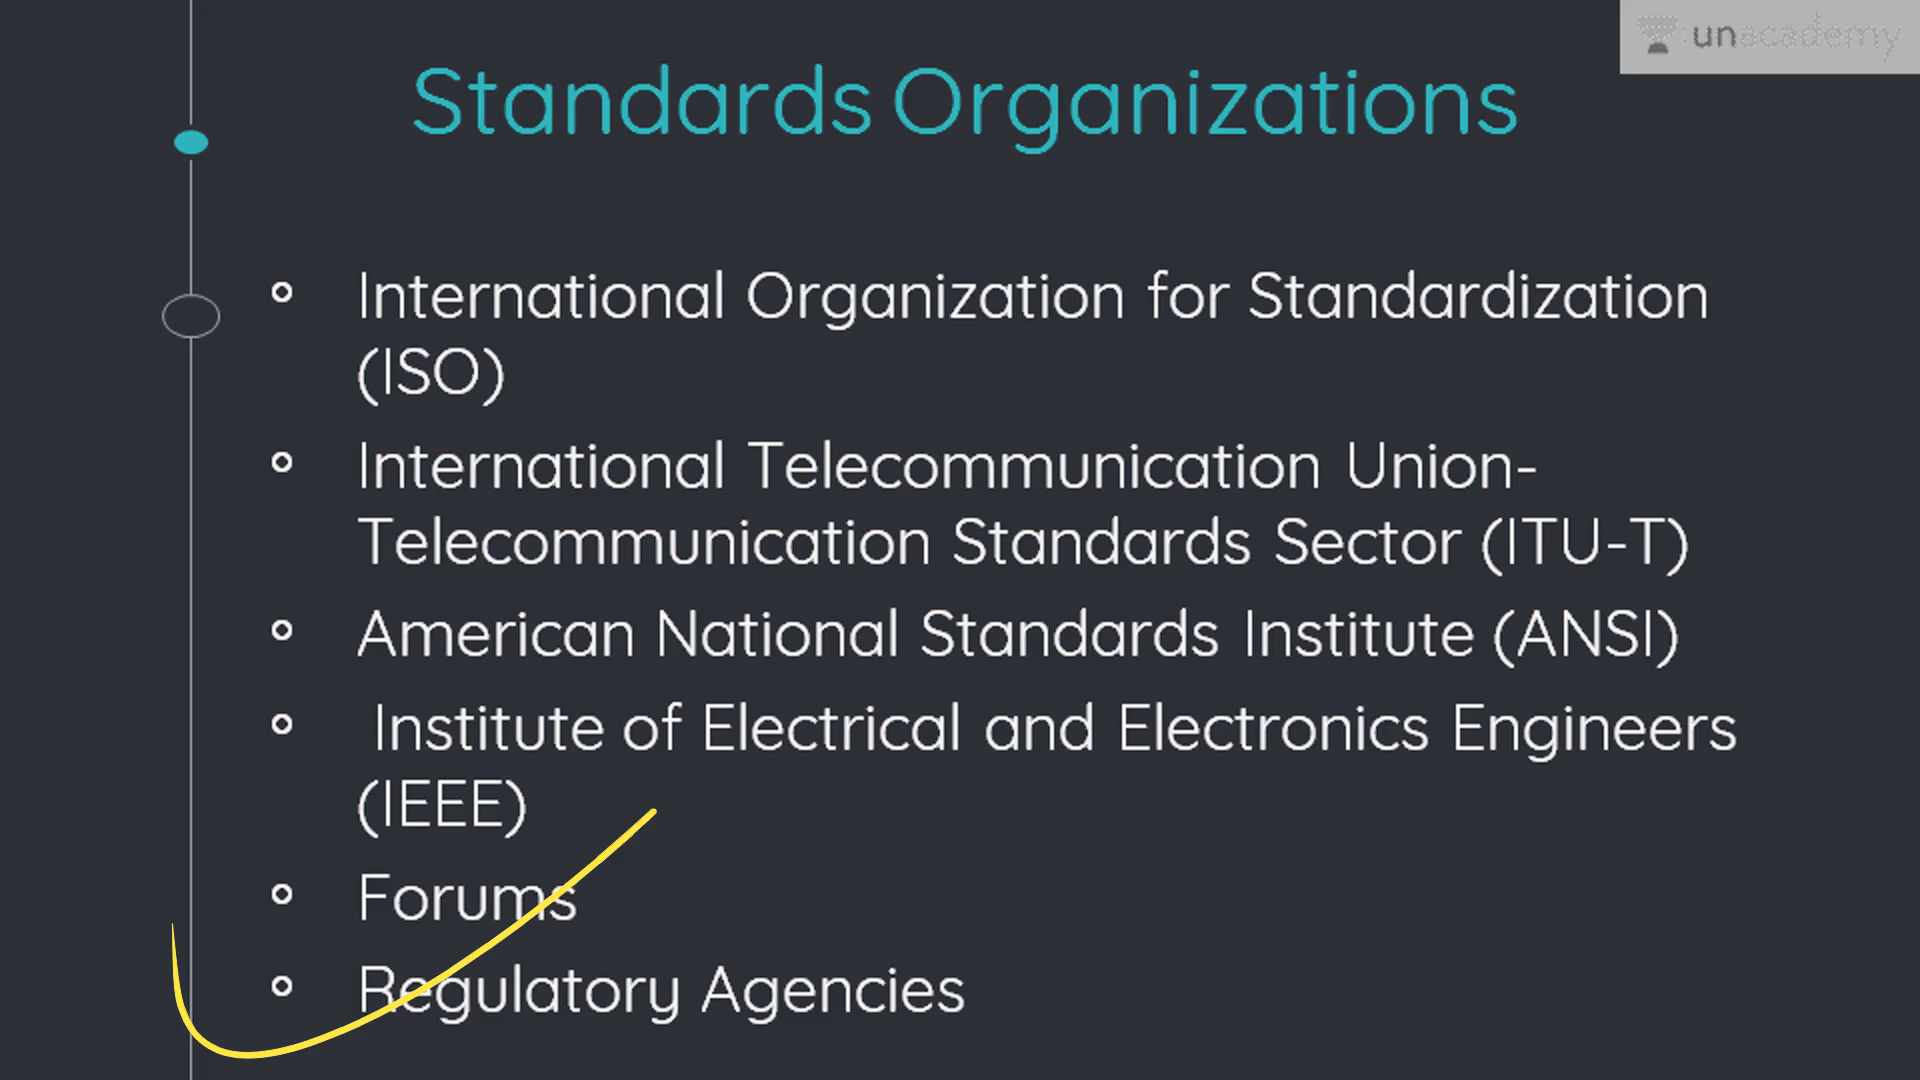 unacademy
Standards Organizations
International Organization for Standardization
(ISO)
International Telecommunication Union-
Telecommunication Standards Sector (ITU-T)
American National Standards Institute (ANSI)
Institute of Electrical and Electronics Engineers
(IEEE)
Forums
Regulatory Agencies